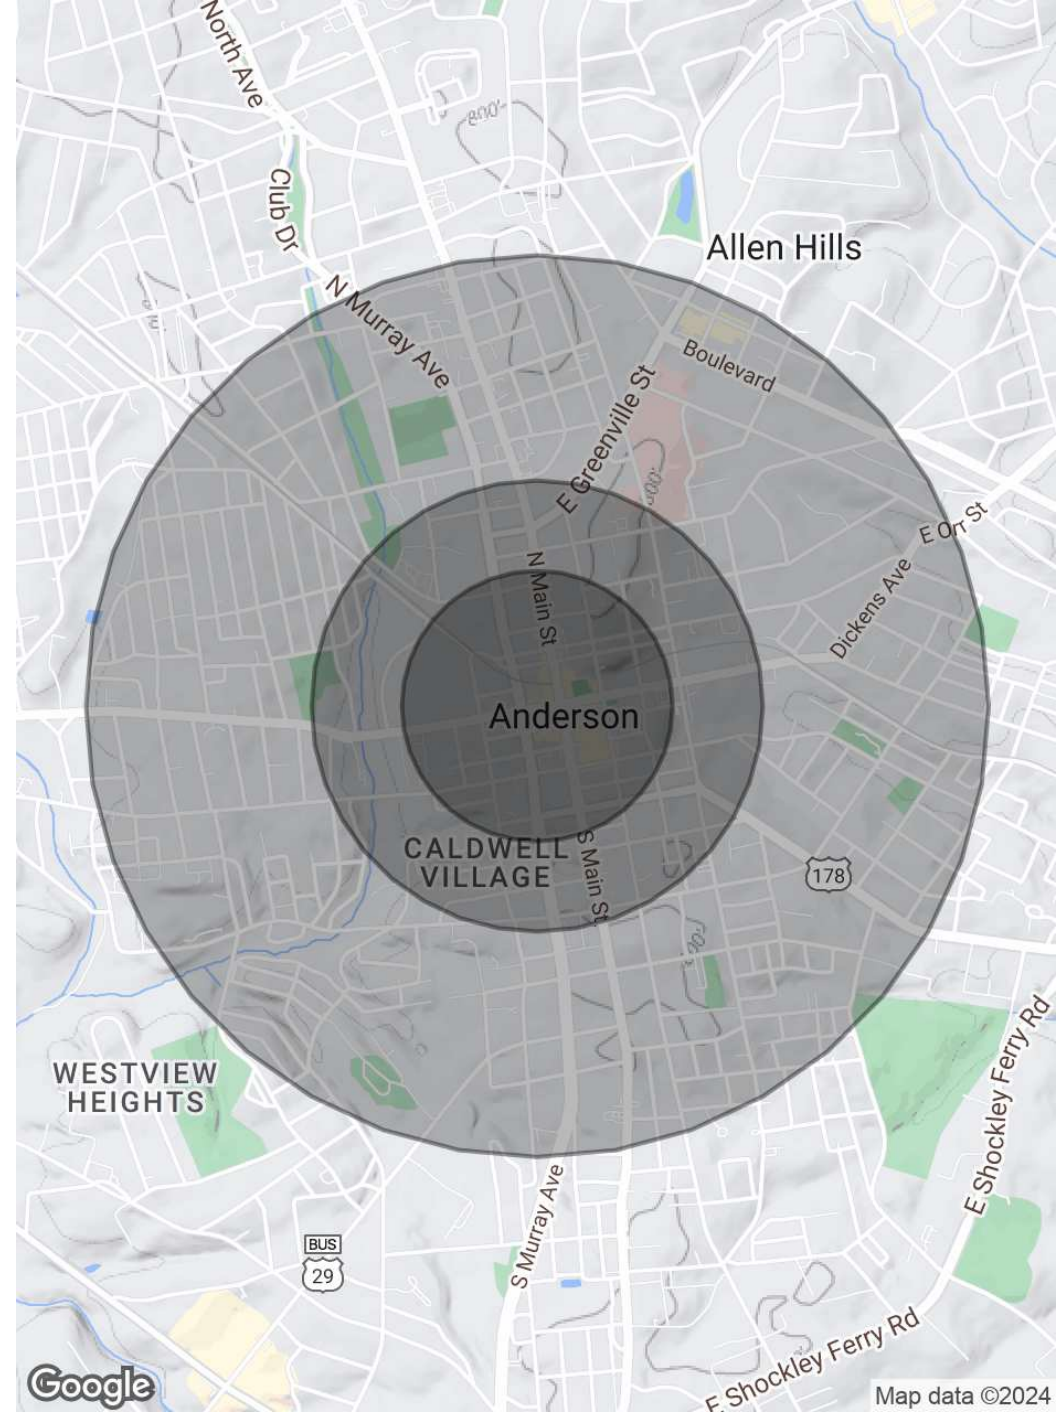 North Ave
800'
Club Dr
Allen Hills
N Murray Ave
Boulevard
E Greenville St
E Orr St
N Main St
Dickens Ave
Anderson
CALDWELL
VILLAGE
S Main St
178
WESTVIEW
HEIGHTS
E Shockley Ferry Rd
S Murray Ave
BUS
29
E Shockley Ferry Rd
Google
Map data ©2024